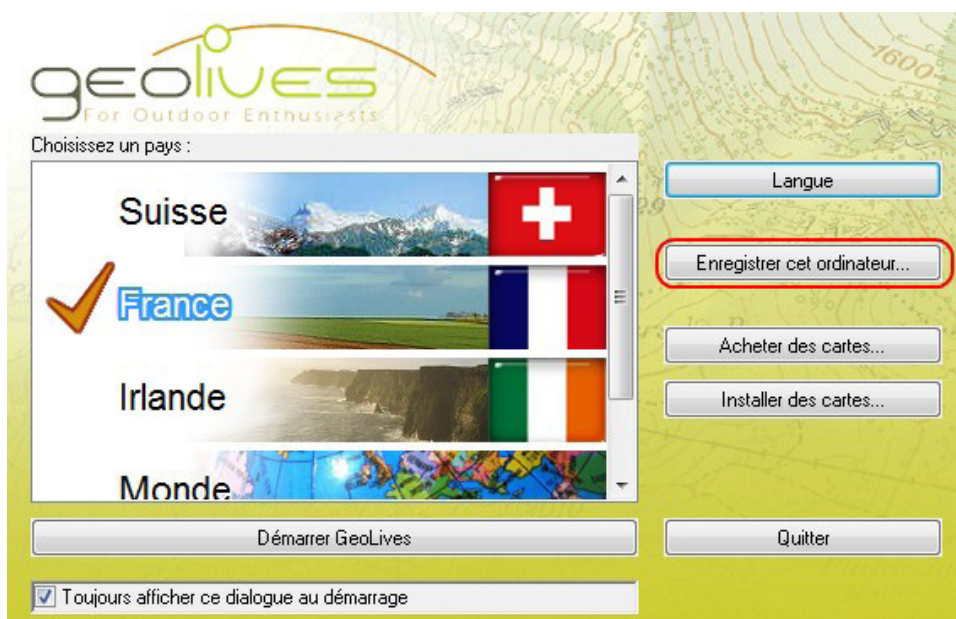 geolives
For Outdoor Enthusiasts
Choisissez un pays :
Suisse
France
Irlande
Monde
Démarrer GeoLives
Toujours afficher ce dialogue au démarrage
Langue
Enregistrer cet ordinateur...
Acheter des cartes...
Installer des cartes...
Quitter
1600